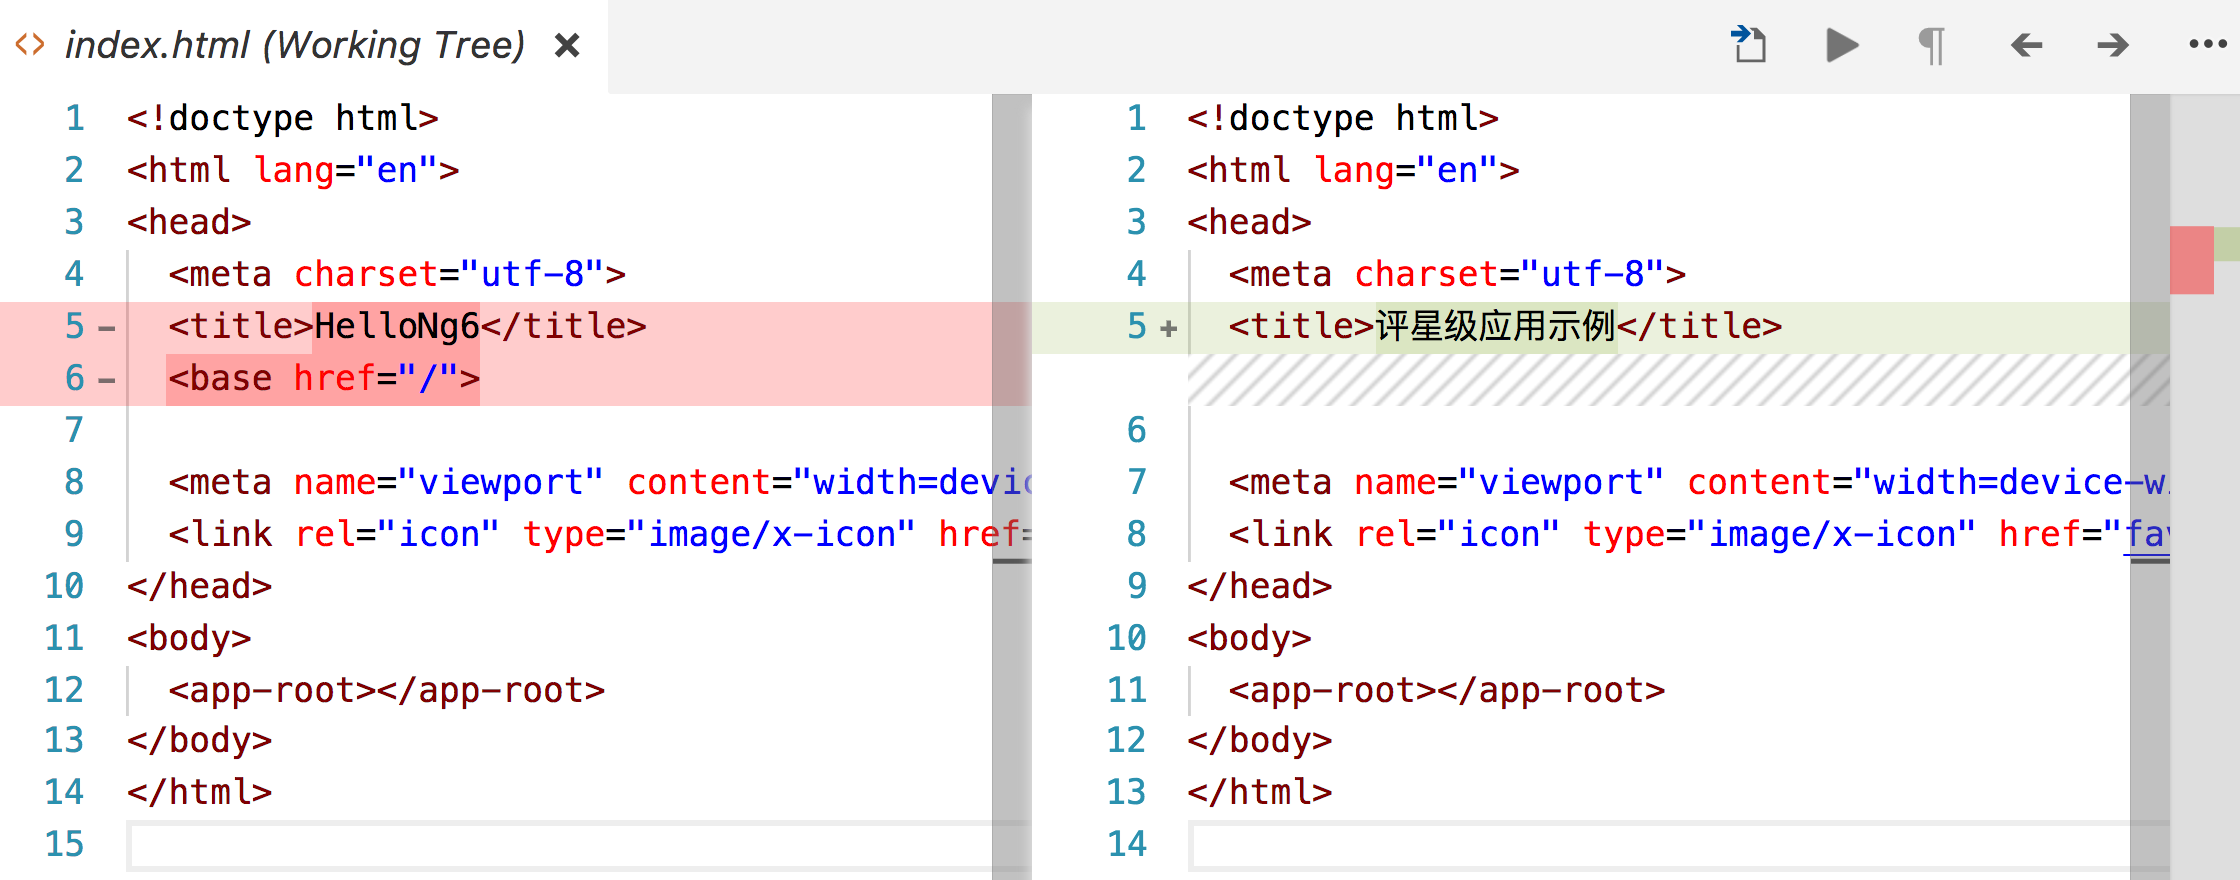 index.html (Working Tree)
1 <!doctype html>
2 <html lang="en">
3 <head>
4 <meta charset="utf-8">
5 - <title>HelloNg6</title>
6 - <base href="/">
7
8 <meta name="viewport" content="width=devic
9 <link rel="icon" type="image/x-icon" href=
10 </head>
11 <body>
12 <app-root></app-root>
13 </body>
14 </html>
15
1 <!doctype html>
2 <html lang="en">
3 <head>
4 <meta charset="utf-8">
5 + <title>评星级应用示例</title>
6
7 <meta name="viewport" content="width=device-wi
8 <link rel="icon" type="image/x-icon" href="fav
9 </head>
10 <body>
11 <app-root></app-root>
12 </body>
13 </html>
14